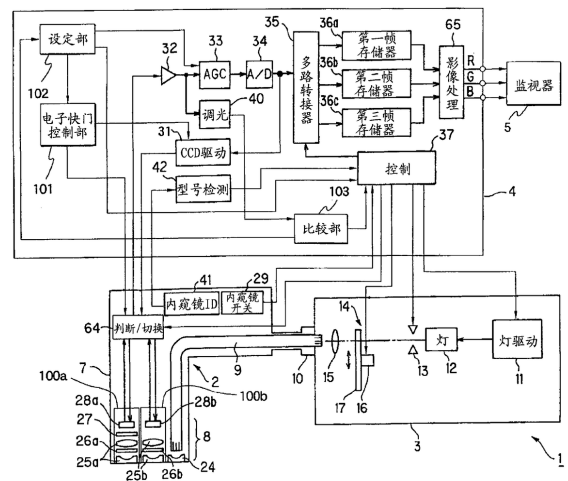 设定部
102
32
33
AGC
34
A/D
35
多路转接器
36a
第一帧存储器
36b
第二帧存储器
36c
第三帧存储器
65
影像处理
R
G
B
监视器
5
40
调光
电子快门控制部
101
31
CCD驱动
42
型号检测
37
控制
103
比较部
4
41
内窥镜ID
29
内窥镜开关
64
判断/切换
7
100a
100b
28a
28b
27
26a
25a
25b
26b
24
8
2
9
10
14
15
16
17
13
灯
12
灯驱动
11
3
1